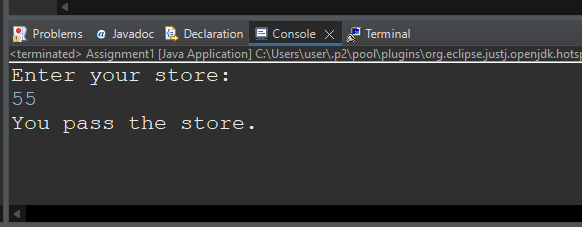 Problems @ Javadoc Declaration Console Terminal
<terminated> Assignment1 [Java Application] C:\Users\user\.p2\pool\plugins\org.eclipse.justj.openjdk.hotsp
Enter your store:
55
You pass the store.